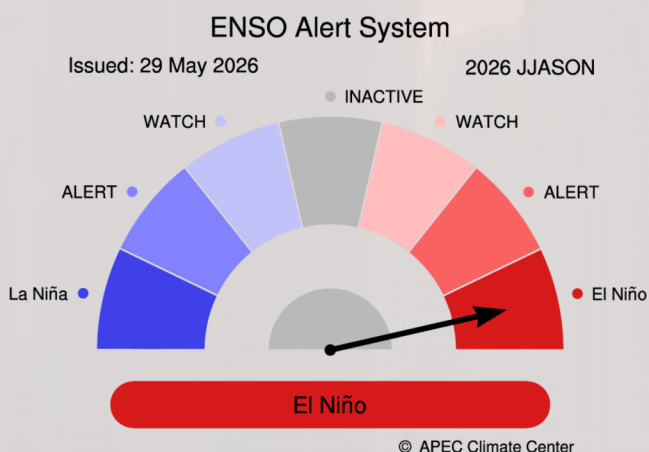 ENSO Alert System
Issued: 29 May 2026
2026 JJASON
INACTIVE
WATCH
WATCH
ALERT
ALERT
La Niña
El Niño
El Niño
© APEC Climate Center